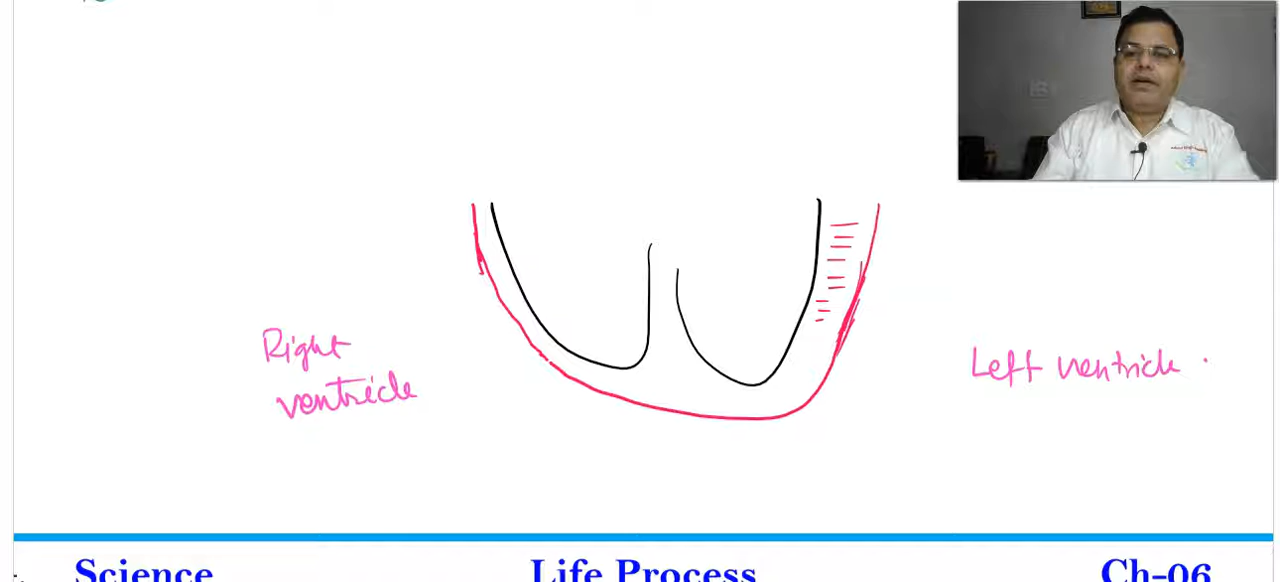 Right
ventricle
Left ventricle
Science
Life Process
Ch-06